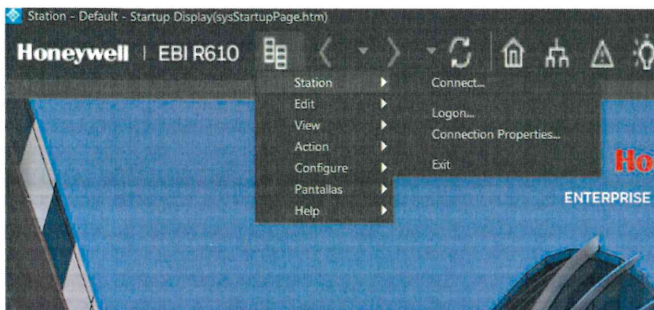 Station - Default - Startup Display(sysStartupPage.htm)
Honeywell | EBI R610
Station
Connect...
Edit
Logon...
View
Connection Properties...
Action
Configure
Exit
Pantallas
Help
Ho
ENTERPRISE